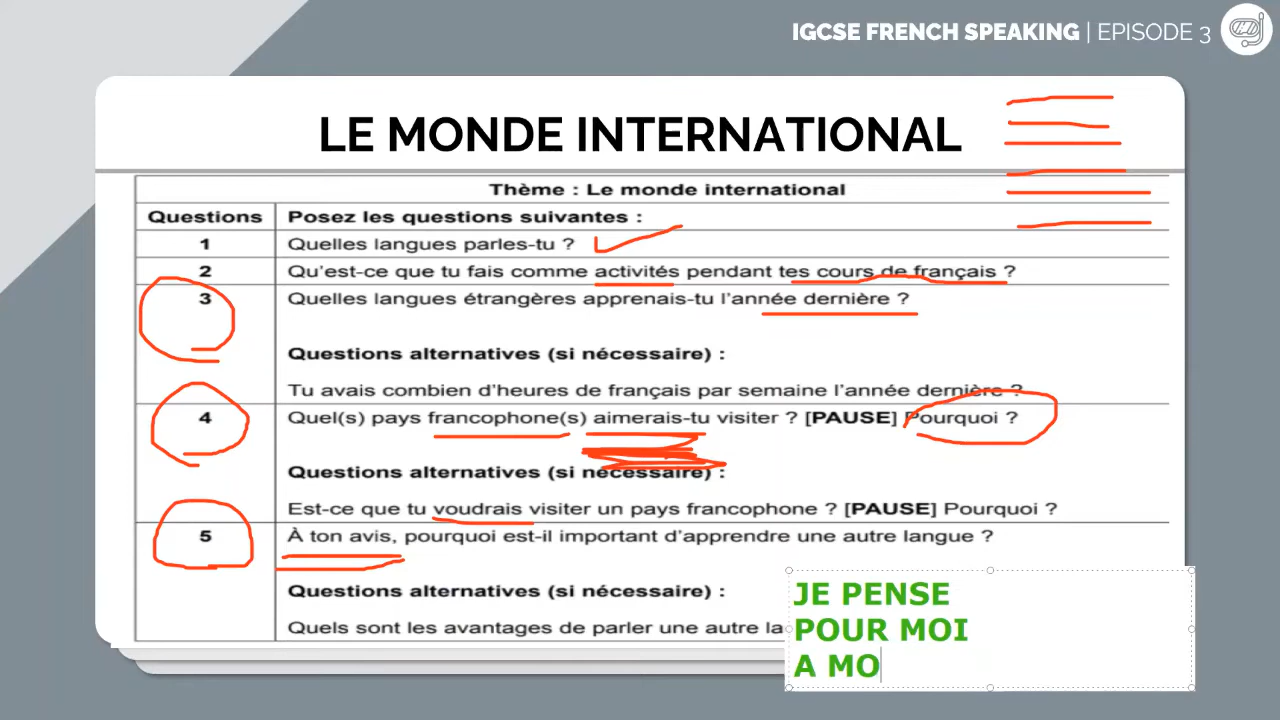 IGCSE FRENCH SPEAKING | EPISODE 3
LE MONDE INTERNATIONAL
Thème : Le monde international
Questions Posez les questions suivantes :
1 Quelles langues parles-tu ?
2 Qu'est-ce que tu fais comme activités pendant tes cours de français ?
3 Quelles langues étrangères apprenais-tu l'année dernière ?
Questions alternatives (si nécessaire) :
Tu avais combien d'heures de français par semaine l'année dernière ?
4 Quel(s) pays francophone(s) aimerais-tu visiter ? [PAUSE] Pourquoi ?
Questions alternatives (si nécessaire) :
Est-ce que tu voudrais visiter un pays francophone ? [PAUSE] Pourquoi ?
5 À ton avis, pourquoi est-il important d'apprendre une autre langue ?
Questions alternatives (si nécessaire) :
Quels sont les avantages de parler une autre la
JE PENSE
POUR MOI
A MO